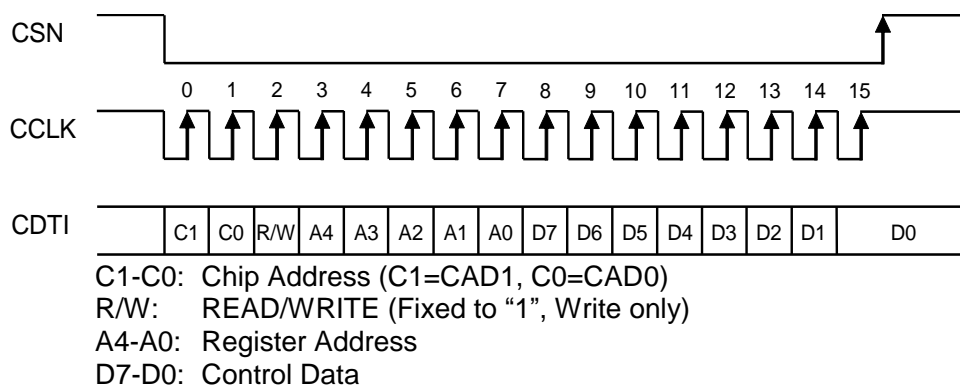 CSN
0 1 2 3 4 5 6 7 8 9 10 11 12 13 14 15
CCLK
CDTI C1 C0 R/W A4 A3 A2 A1 A0 D7 D6 D5 D4 D3 D2 D1 D0
C1-C0: Chip Address (C1=CAD1, C0=CAD0)
R/W: READ/WRITE (Fixed to “1”, Write only)
A4-A0: Register Address
D7-D0: Control Data